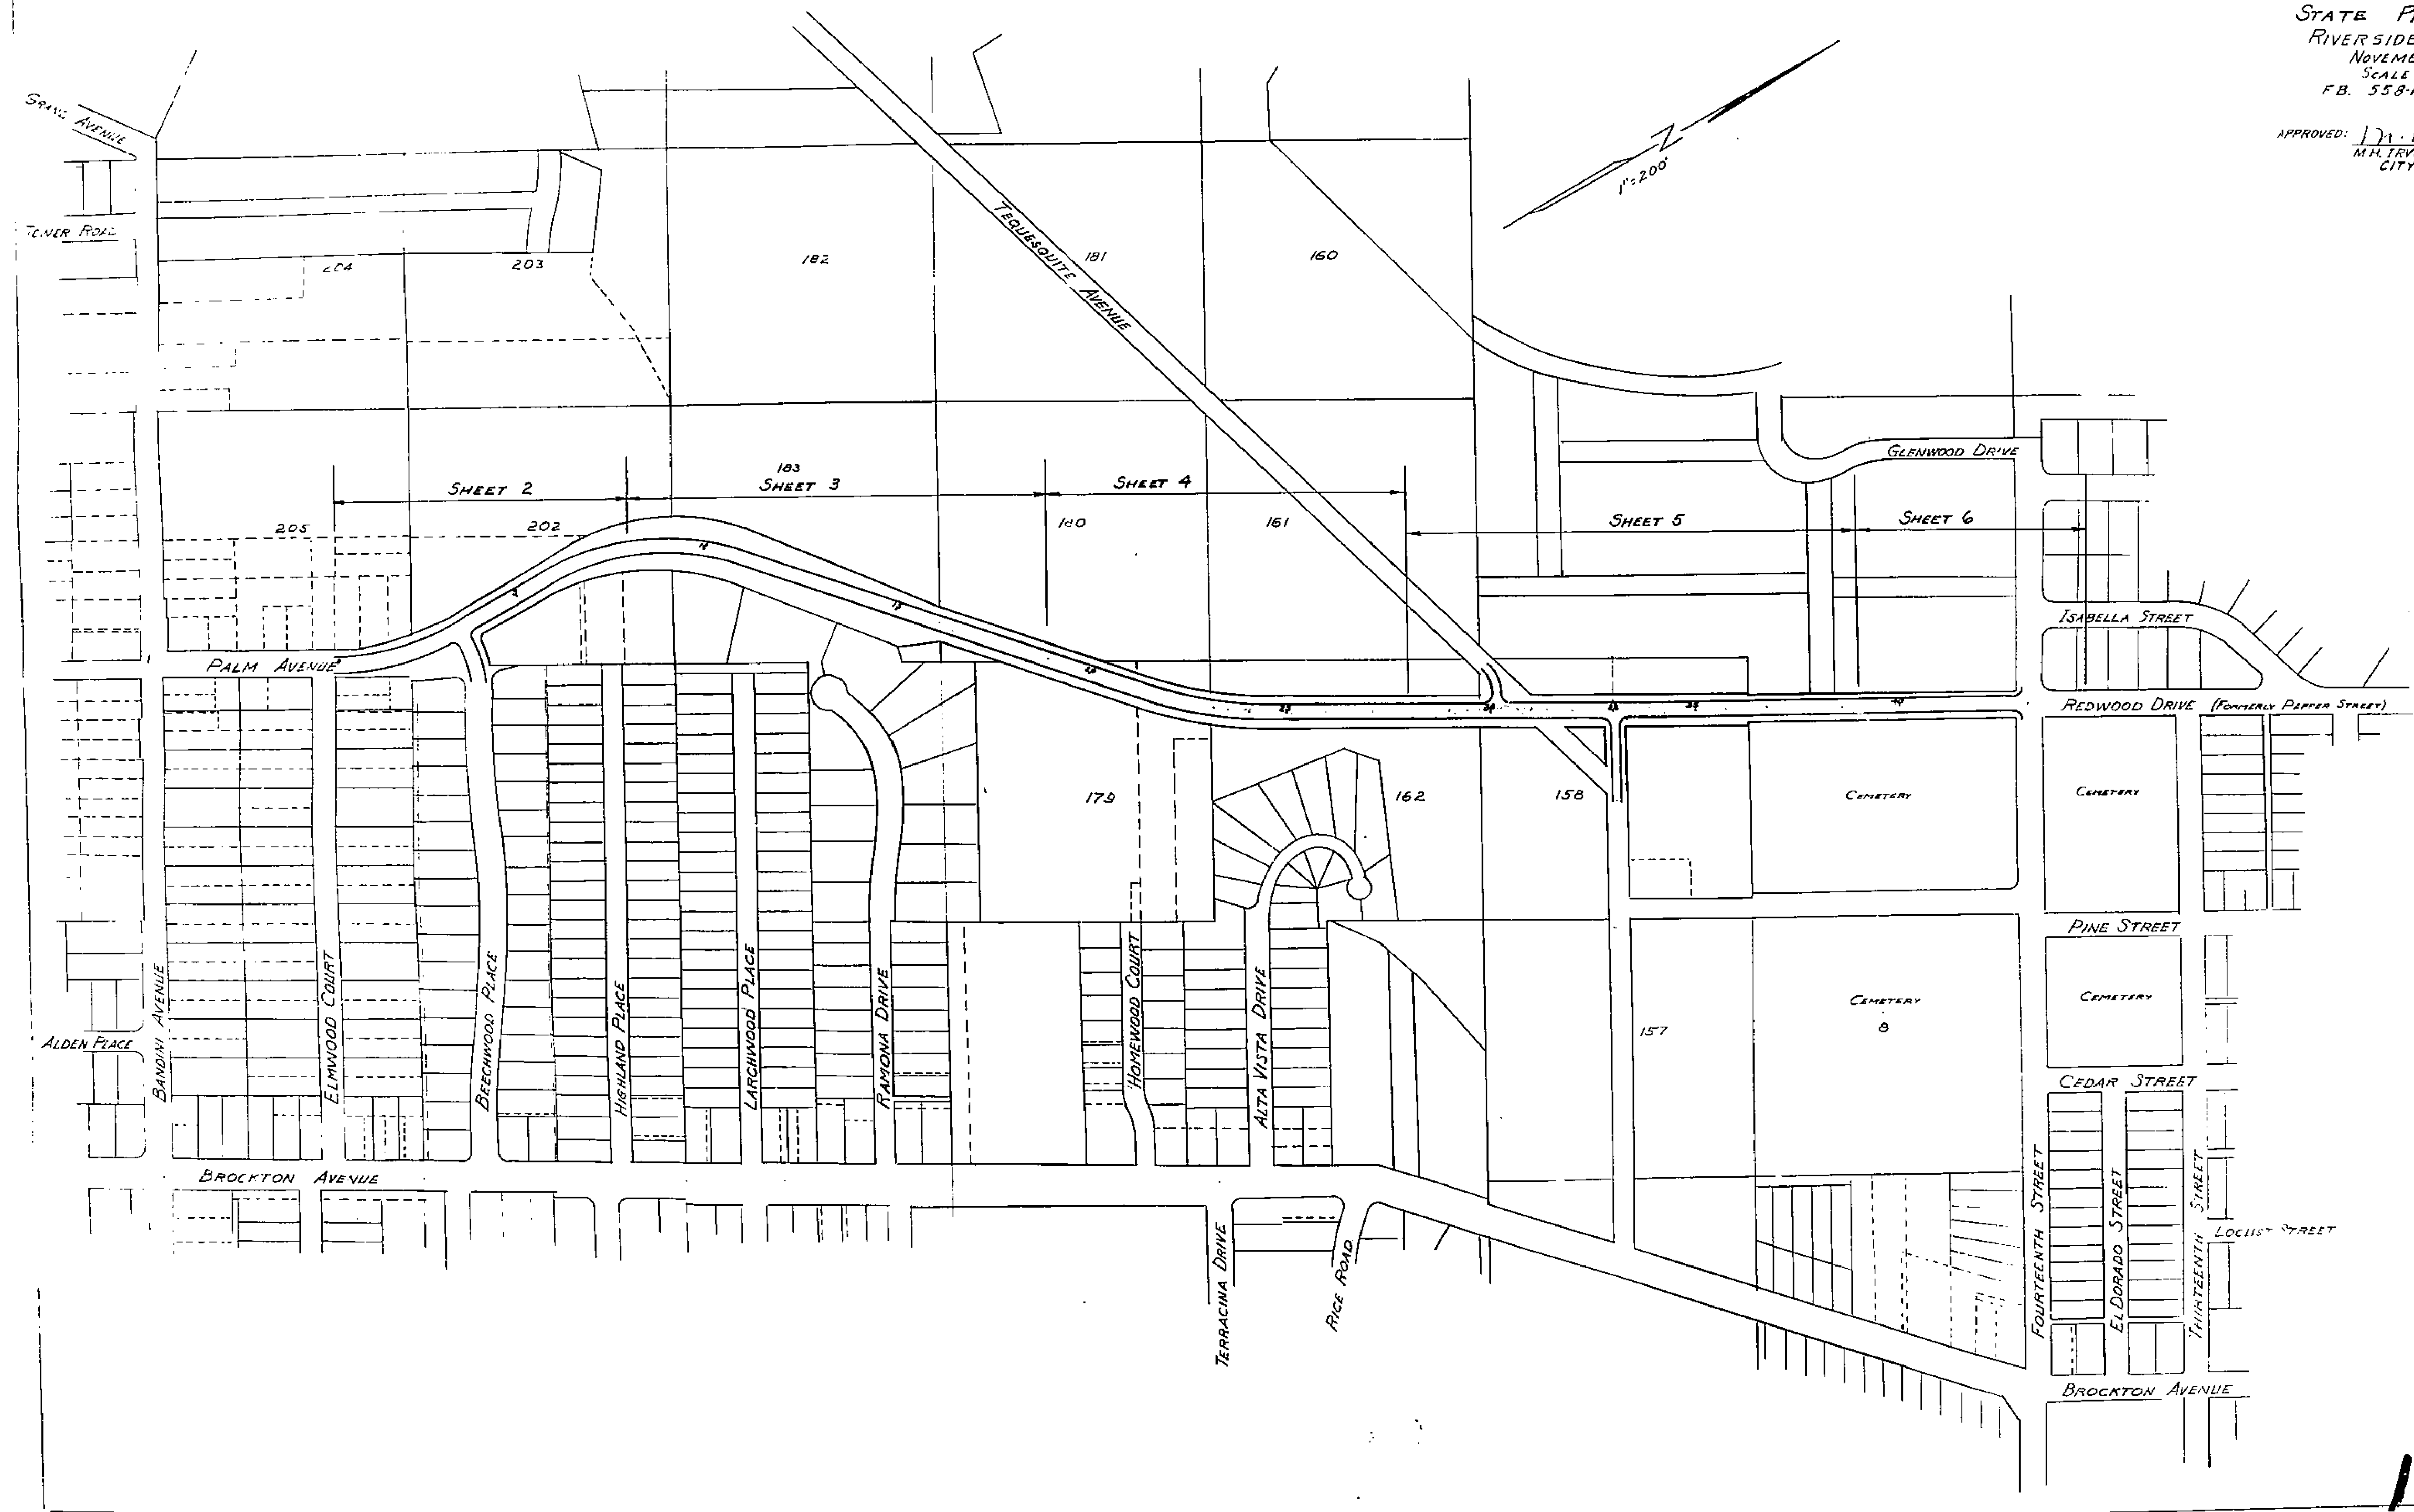 STATE
RIVERSIDE
SCALE
F.B. 558-
APPROVED:
CITY
N
1"=200'
GRAND AVENUE
ROAD
204
203
182
TEQUESQUITE AVENUE
181
160
GLENWOOD DRIVE
183
SHEET 2
SHEET 3
SHEET 4
205
202
180
161
SHEET 5
SHEET 6
ISABELLA STREET
PALM AVENUE
REDWOOD DRIVE (FORMERLY PEPPER STREET)
179
162
158
CEMETERY
CEMETERY
PINE STREET
CEMETERY
8
CEMETERY
157
ALDEN PLACE
BANDINI AVENUE
ELMWOOD COURT
BEECHWOOD PLACE
HIGHLAND PLACE
LARCHWOOD PLACE
RAMONA DRIVE
HOMEWOOD COURT
ALTA VISTA DRIVE
CEDAR STREET
BROCKTON AVENUE
TERRACINA DRIVE
RICE ROAD
FOURTEENTH STREET
EL DORADO STREET
THIRTEENTH STREET
LOCUST STREET
BROCKTON AVENUE